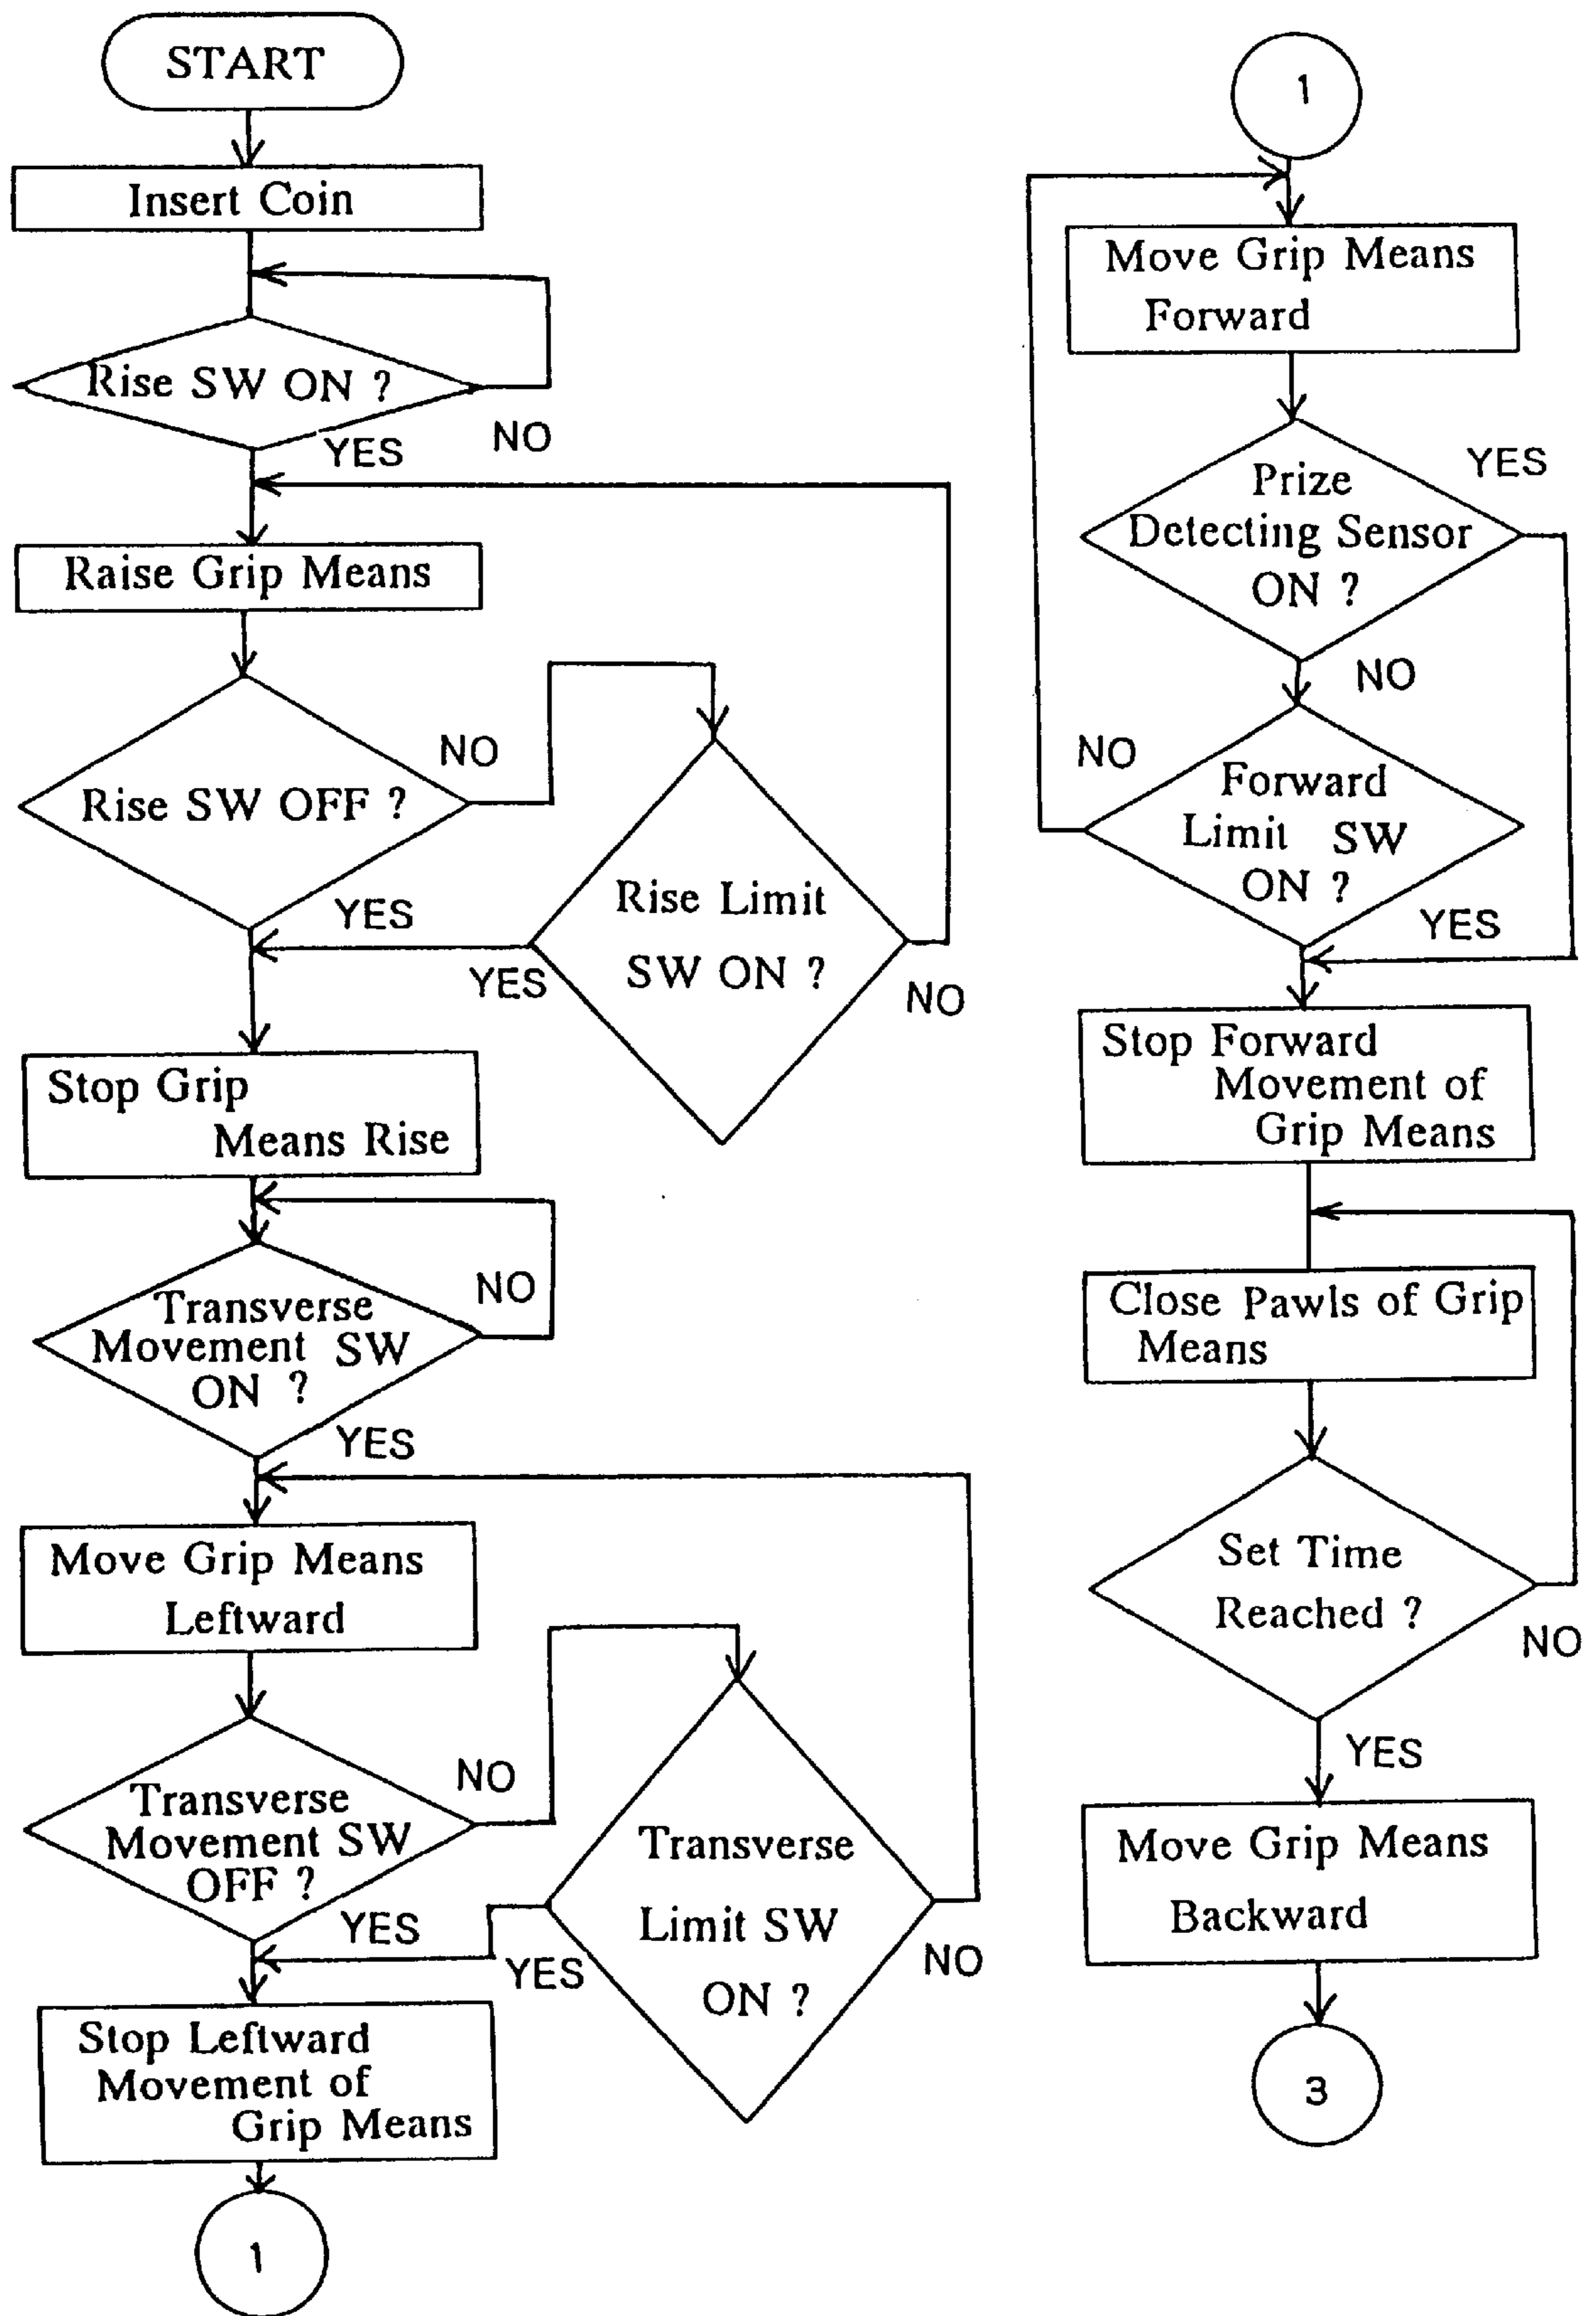 START
Insert Coin
Rise SW ON ?
YES
NO
Raise Grip Means
Rise SW OFF ?
NO
YES
Rise Limit
SW ON ?
YES
NO
Stop Grip
Means Rise
Transverse
Movement SW
ON ?
NO
YES
Move Grip Means
Leftward
Transverse
Movement SW
OFF ?
NO
YES
Transverse
Limit SW
ON ?
YES
NO
Stop Leftward
Movement of
Grip Means
1
1
Move Grip Means
Forward
Prize
Detecting Sensor
ON ?
YES
NO
Forward
Limit SW
ON ?
NO
YES
Stop Forward
Movement of
Grip Means
Close Pawls of Grip
Means
Set Time
Reached ?
NO
YES
Move Grip Means
Backward
3